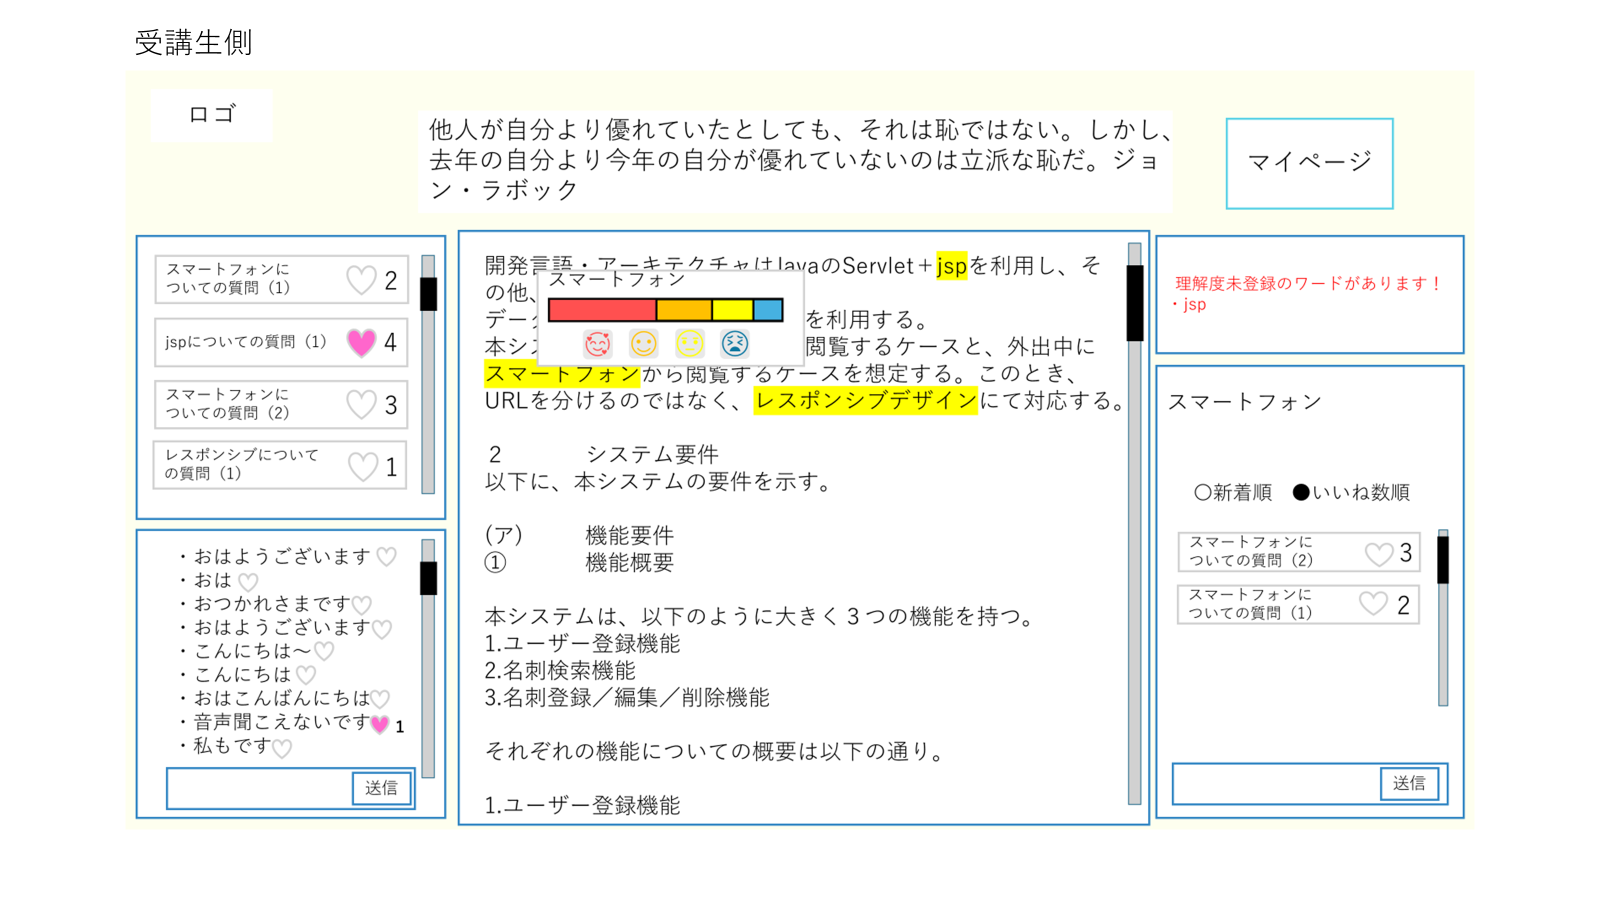 受講生側
ロゴ
他人が自分より優れていたとしても、それは恥ではない。しかし、
去年の自分より今年の自分が優れていないのは立派な恥だ。ジョ
ン・ラボック
マイページ
スマートフォンに
ついての質問（1）
2
jspについての質問（1）
4
スマートフォンに
ついての質問（2）
3
レスポンシブについて
の質問（1）
1
・おはようございます
・おは
・おつかれさまです
・おはようございます
・こんにちは～
・こんにちは
・おはこんばんにちは
・音声聞こえないです 1
・私もです
送信
開発言語・アーキテクチャはJavaのServlet＋jspを利用し、そ
の他、
スマートフォン
データ
を利用する。
本シス
閲覧するケースと、外出中に
スマートフォンから閲覧するケースを想定する。このとき、
URLを分けるのではなく、レスポンシブデザインにて対応する。
2 システム要件
以下に、本システムの要件を示す。
(ア) 機能要件
① 機能概要
本システムは、以下のように大きく３つの機能を持つ。
1.ユーザー登録機能
2.名刺検索機能
3.名刺登録／編集／削除機能
それぞれの機能についての概要は以下の通り。
1.ユーザー登録機能
理解度未登録のワードがあります！
・jsp
スマートフォン
〇新着順 ●いいね数順
スマートフォンに
ついての質問（2）
3
スマートフォンに
ついての質問（1）
2
送信